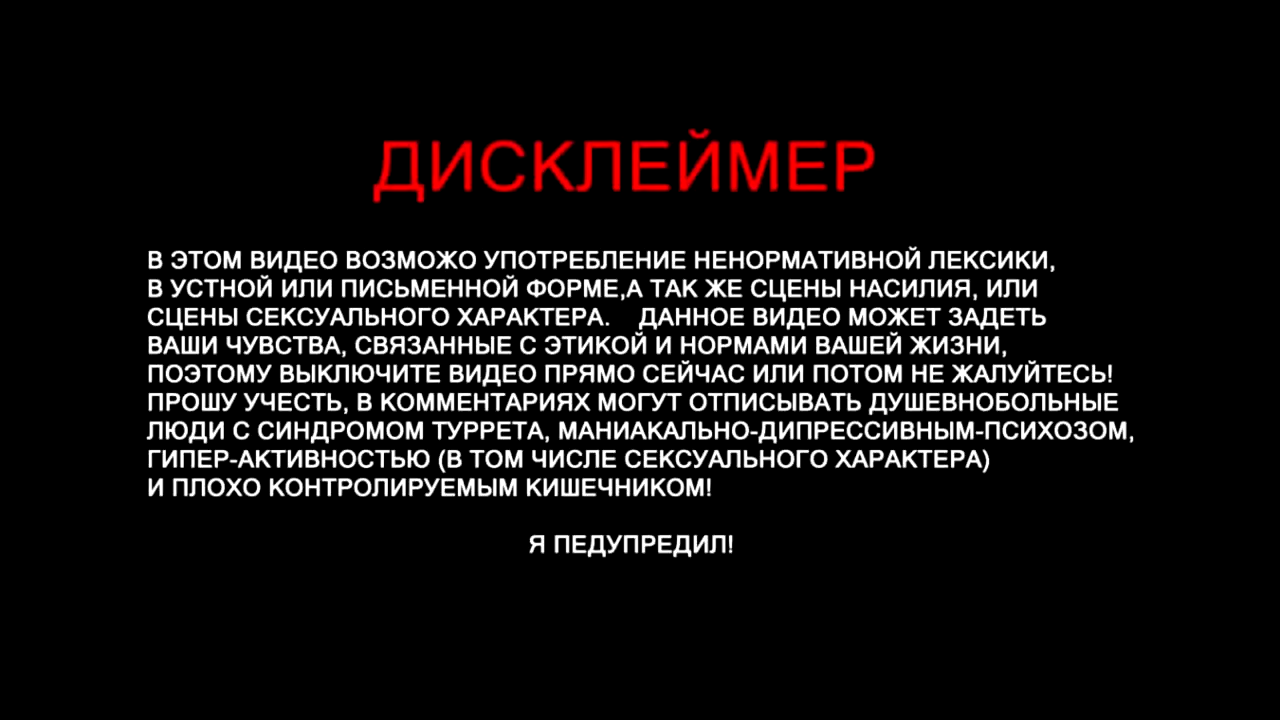 ДИСКЛЕЙМЕР
В ЭТОМ ВИДЕО ВОЗМОЖО УПОТРЕБЛЕНИЕ НЕНОРМАТИВНОЙ ЛЕКСИКИ,
В УСТНОЙ ИЛИ ПИСЬМЕННОЙ ФОРМЕ,А ТАК ЖЕ СЦЕНЫ НАСИЛИЯ, ИЛИ
СЦЕНЫ СЕКСУАЛЬНОГО ХАРАКТЕРА. ДАННОЕ ВИДЕО МОЖЕТ ЗАДЕТЬ
ВАШИ ЧУВСТВА, СВЯЗАННЫЕ С ЭТИКОЙ И НОРМАМИ ВАШЕЙ ЖИЗНИ,
ПОЭТОМУ ВЫКЛЮЧИТЕ ВИДЕО ПРЯМО СЕЙЧАС ИЛИ ПОТОМ НЕ ЖАЛУЙТЕСЬ!
ПРОШУ УЧЕСТЬ, В КОММЕНТАРИЯХ МОГУТ ОТПИСЫВАТЬ ДУШЕВНОБОЛЬНЫЕ
ЛЮДИ С СИНДРОМОМ ТУРРЕТА, МАНИАКАЛЬНО-ДИПРЕССИВНЫМ-ПСИХОЗОМ,
ГИПЕР-АКТИВНОСТЬЮ (В ТОМ ЧИСЛЕ СЕКСУАЛЬНОГО ХАРАКТЕРА)
И ПЛОХО КОНТРОЛИРУЕМЫМ КИШЕЧНИКОМ!
Я ПЕДУПРЕДИЛ!